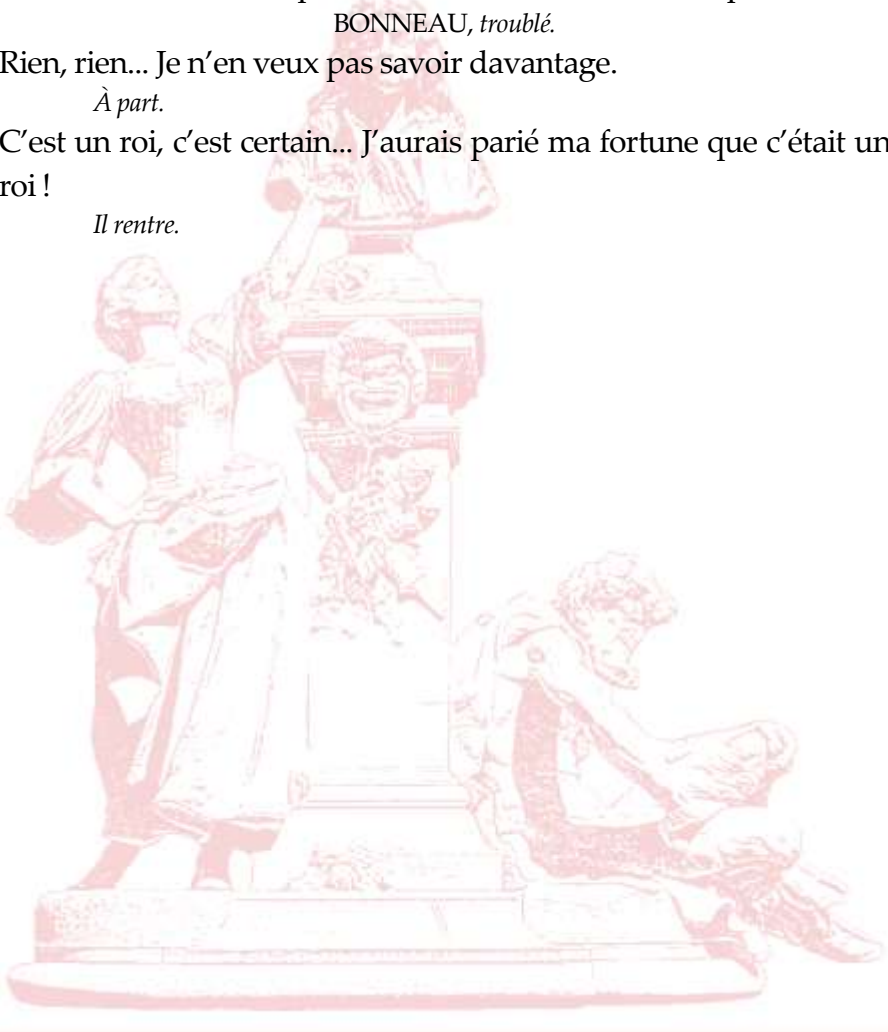 BONNEAU, troublé.
Rien, rien... Je n’en veux pas savoir davantage.
À part.
C’est un roi, c’est certain... J’aurais parié ma fortune que c’était un
roi !
Il rentre.